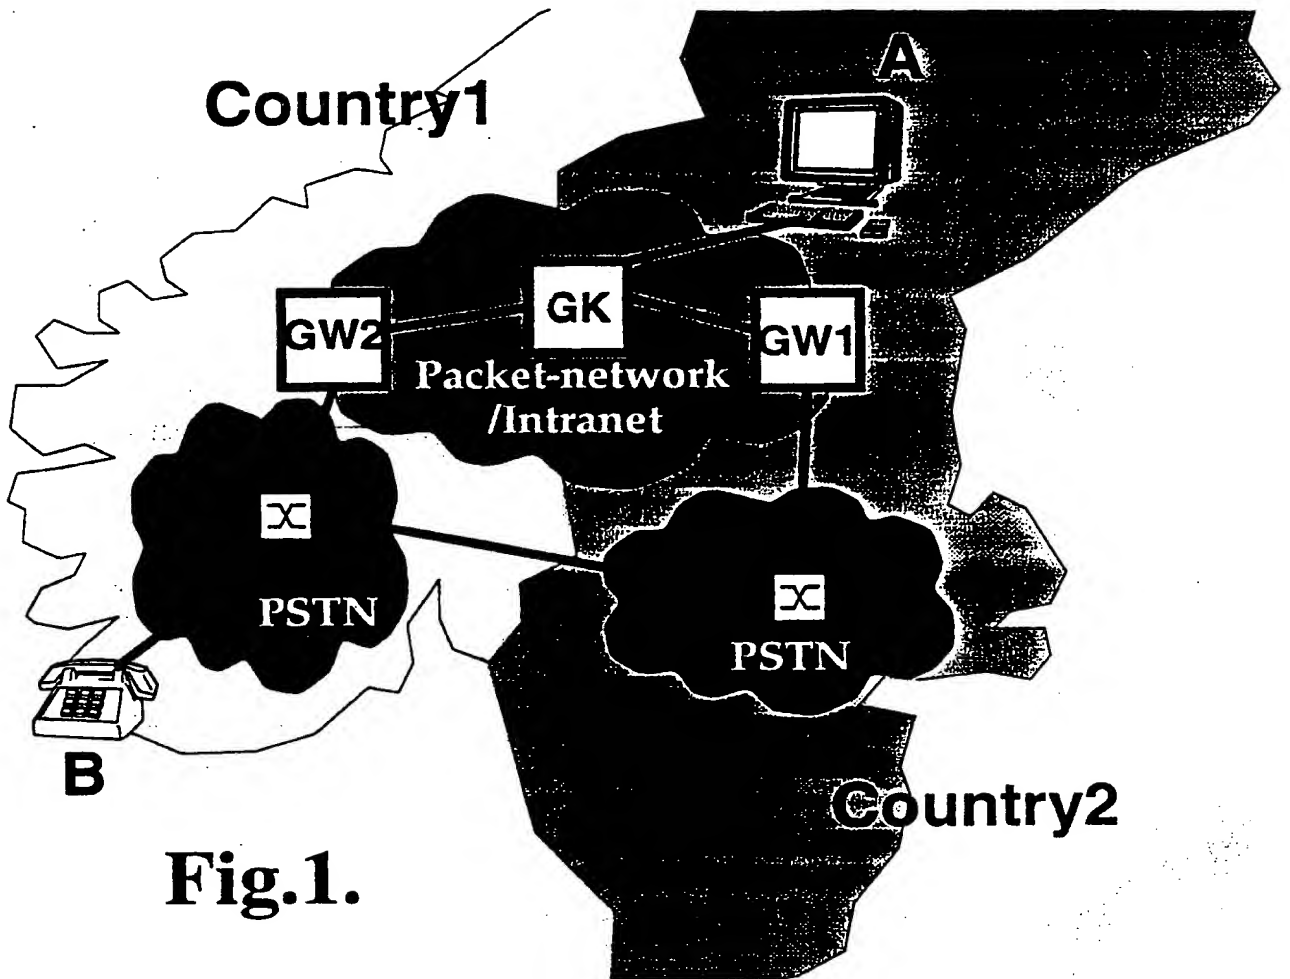 A
Country1
GK
GW2
GW1
Packet-network
/Intranet
PSTN
PSTN
B
Country2
Fig.1.